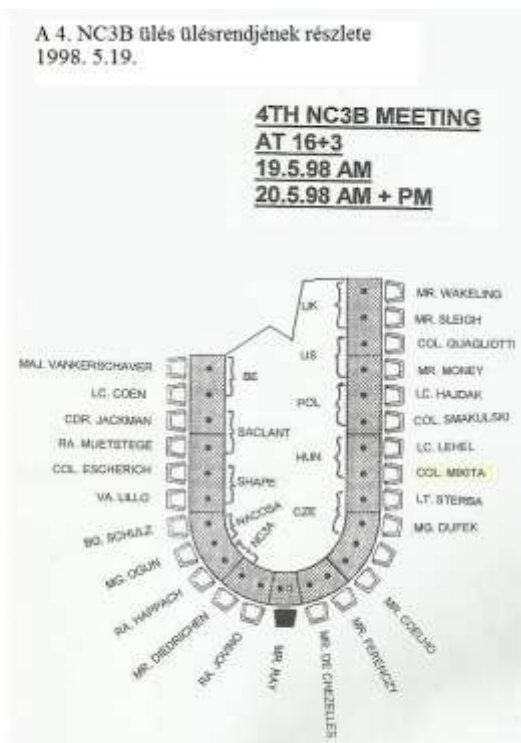 A 4. NC3B ülés ülésrendjének részlete
1998. 5.19.
4TH NC3B MEETING
AT 16+3
19.5.98 AM
20.5.98 AM + PM
UK
US
POL
HUN
CZE
BE
SACLANT
SHAPE
NACOSA
NC3A
MR. WAKELING
MR. SLEIGH
COL. QUAGLIOTTI
MR. MONEY
LC. HAJDAK
COL. SMAKULSKI
LC. LEHEL
COL. MIKITA
LT. STERBA
MG. DUFEK
MR. COELHO
MR. FERENCZY
MR. DE CHEZELLES
MR. HAY
RA. JOVINO
MR. DIEDRICHEN
RA. HAPPACH
MG. OGUN
BG. SCHULZ
VA. LILLO
COL. ESCHERICH
RA. MUETSTEGE
CDR. JACKMAN
LC. COEN
MAJ. VANKERSCHAVER